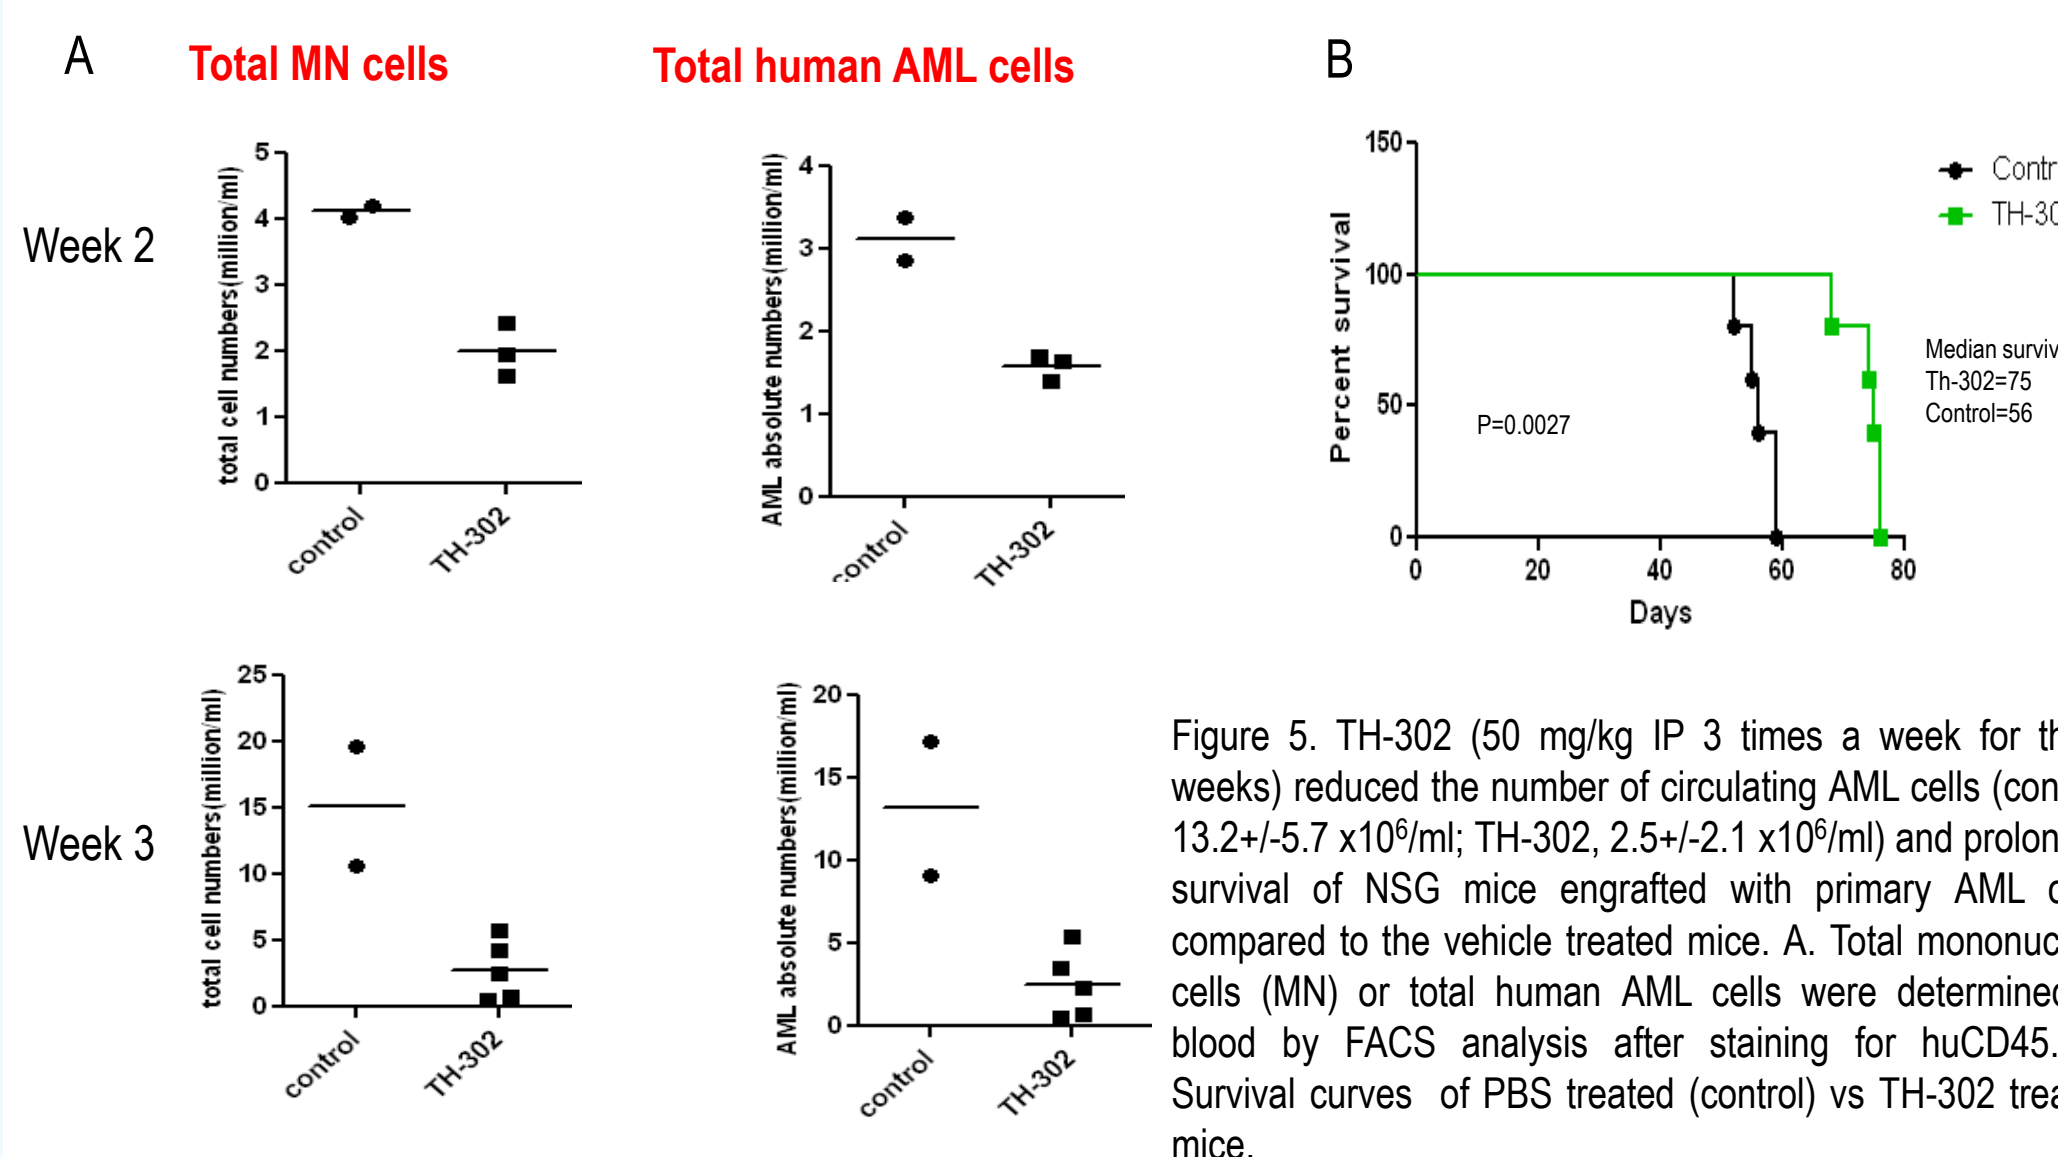 A
Total MN cells
Total human AML cells
B
Week 2
total cell numbers(million/ml)
5
4
3
2
1
0
control
TH-302
AML absolute numbers(million/ml)
4
3
2
1
0
control
TH-302
Percent survival
150
100
50
0
0 20 40 60 80
Days
P=0.0027
Contr
TH-30
Median surviv
Th-302=75
Control=56
Week 3
total cell numbers(million/ml)
25
20
15
10
5
0
control
TH-302
AML absolute numbers(million/ml)
20
15
10
5
0
control
TH-302
Figure 5. TH-302 (50 mg/kg IP 3 times a week for th
weeks) reduced the number of circulating AML cells (con
13.2+/-5.7 x10⁶/ml; TH-302, 2.5+/-2.1 x10⁶/ml) and prolon
survival of NSG mice engrafted with primary AML c
compared to the vehicle treated mice. A. Total mononuc
cells (MN) or total human AML cells were determined
blood by FACS analysis after staining for huCD45.
Survival curves of PBS treated (control) vs TH-302 trea
mice.